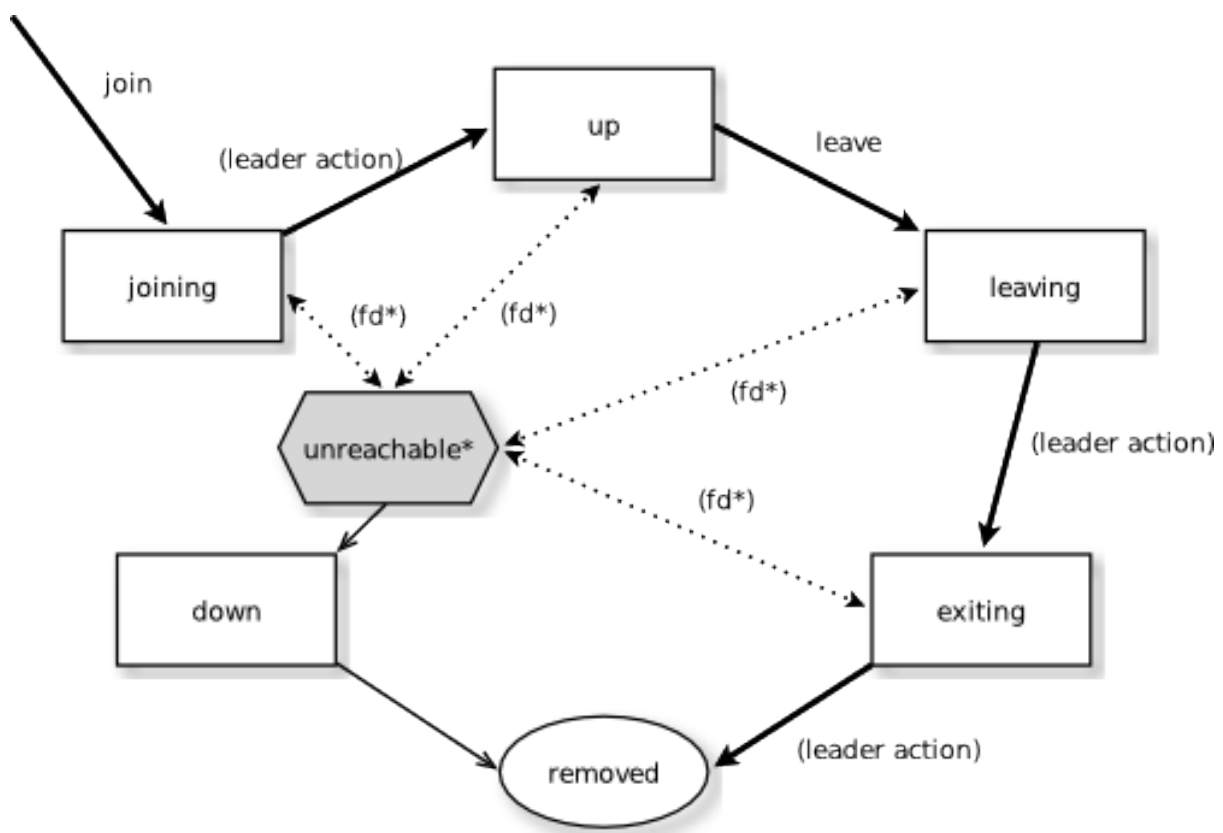 join
up
leave
(leader action)
joining
leaving
(fd*)
(fd*)
(fd*)
unreachable*
(leader action)
(fd*)
down
exiting
(leader action)
removed